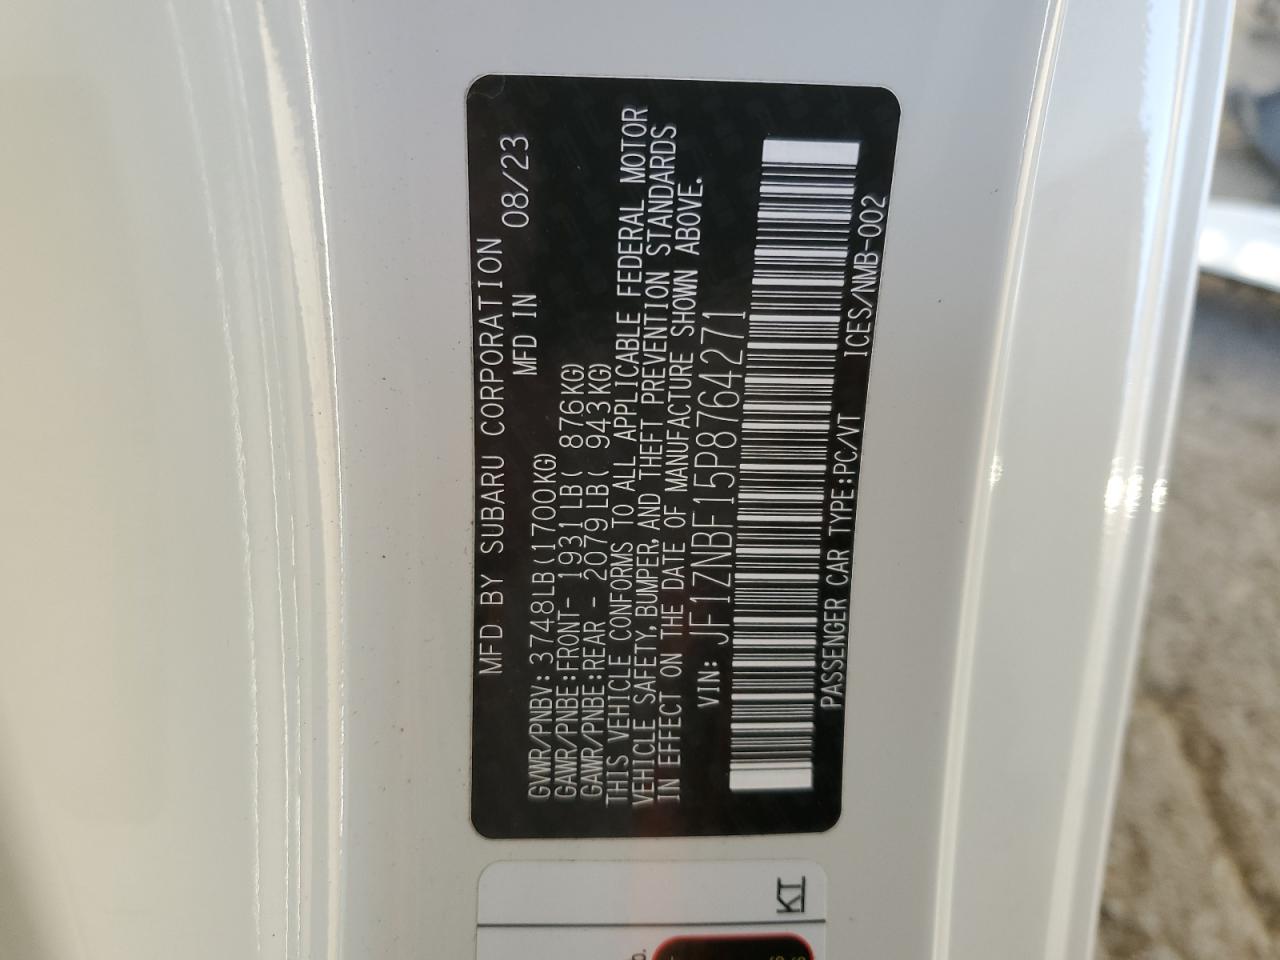 MFD BY SUBARU CORPORATION
MFD IN 08/23
GVWR/PNBV: 3748LB(1700KG)
GAWR/PNBE:FRONT- 1931LB( 876KG)
GAWR/PNBE:REAR - 2079LB( 943KG)
THIS VEHICLE CONFORMS TO ALL APPLICABLE FEDERAL MOTOR
VEHICLE SAFETY,BUMPER,AND THEFT PREVENTION STANDARDS
IN EFFECT ON THE DATE OF MANUFACTURE SHOWN ABOVE.
VIN: JF1ZNBF15P8764271
PASSENGER CAR TYPE:PC/VT ICES/NMB-002
KI